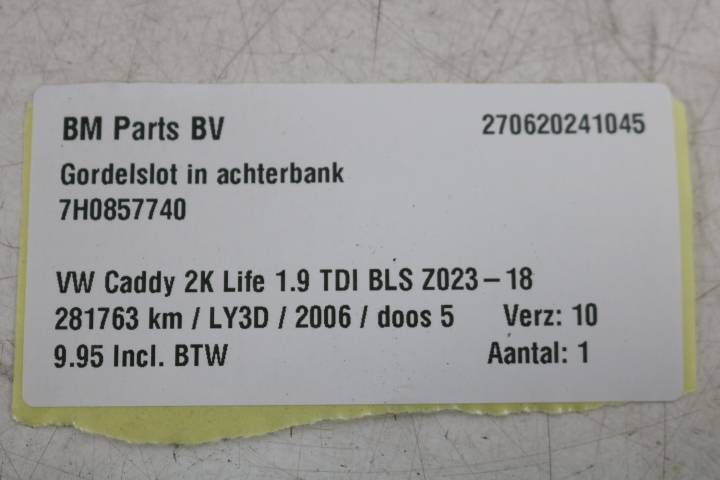 BM Parts BV 270620241045
Gordelslot in achterbank
7H0857740
VW Caddy 2K Life 1.9 TDI BLS Z023-18
281763 km / LY3D / 2006 / doos 5 Verz: 10
9.95 Incl. BTW Aantal: 1